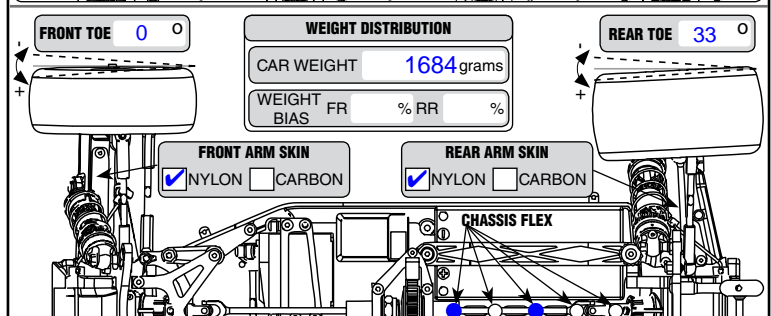 FRONT TOE 0 o
WEIGHT DISTRIBUTION
REAR TOE 33 o
CAR WEIGHT 1684 grams
WEIGHT BIAS FR % RR %
- +
- +
FRONT ARM SKIN
✔ NYLON CARBON
REAR ARM SKIN
✔ NYLON CARBON
CHASSIS FLEX